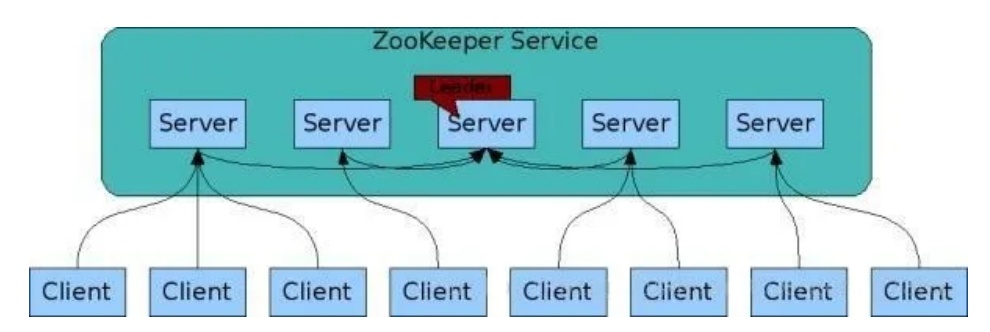 ZooKeeper Service
Leader
Server Server Server Server Server
Client Client Client Client Client Client Client Client